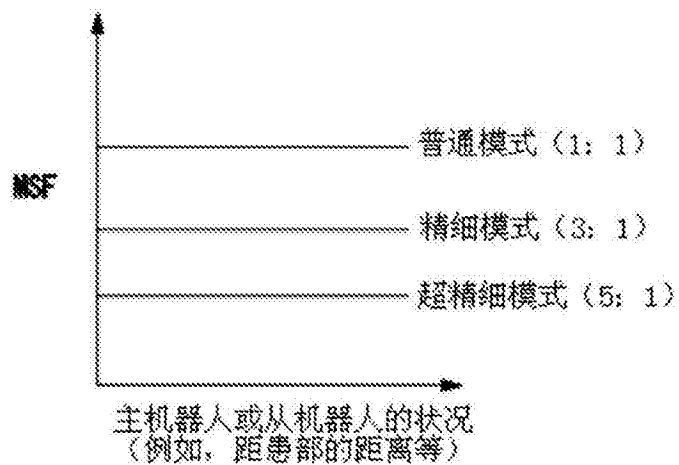 普通模式（1：1）
MSF
精细模式（3：1）
超精细模式（5：1）
主机器人或从机器人的状况
（例如，距患部的距离等）